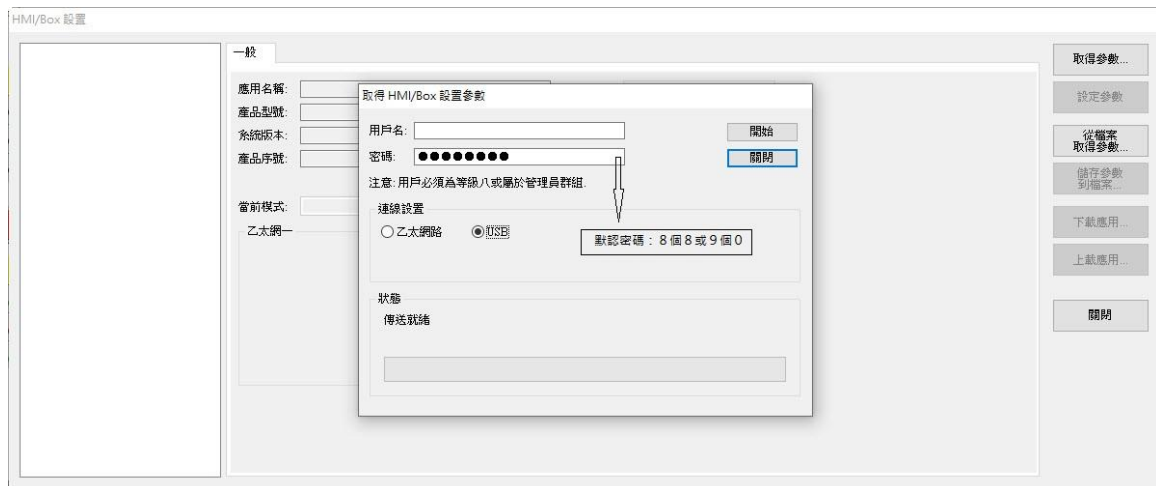 HMI/Box 設置
一般
應用名稱:
產品型號:
系統版本:
產品序號:
當前模式:
乙太網一
取得 HMI/Box 設置參數
用戶名:
開始
密碼: ●●●●●●●●
關閉
注意: 用戶必須為等級八或屬於管理員群組.
連線設置
乙太網路
USB
默認密碼：8個8或9個0
狀態
傳送就緒
取得參數...
設定參數
從檔案
取得參數...
儲存參數
到檔案...
下載應用...
上載應用...
關閉